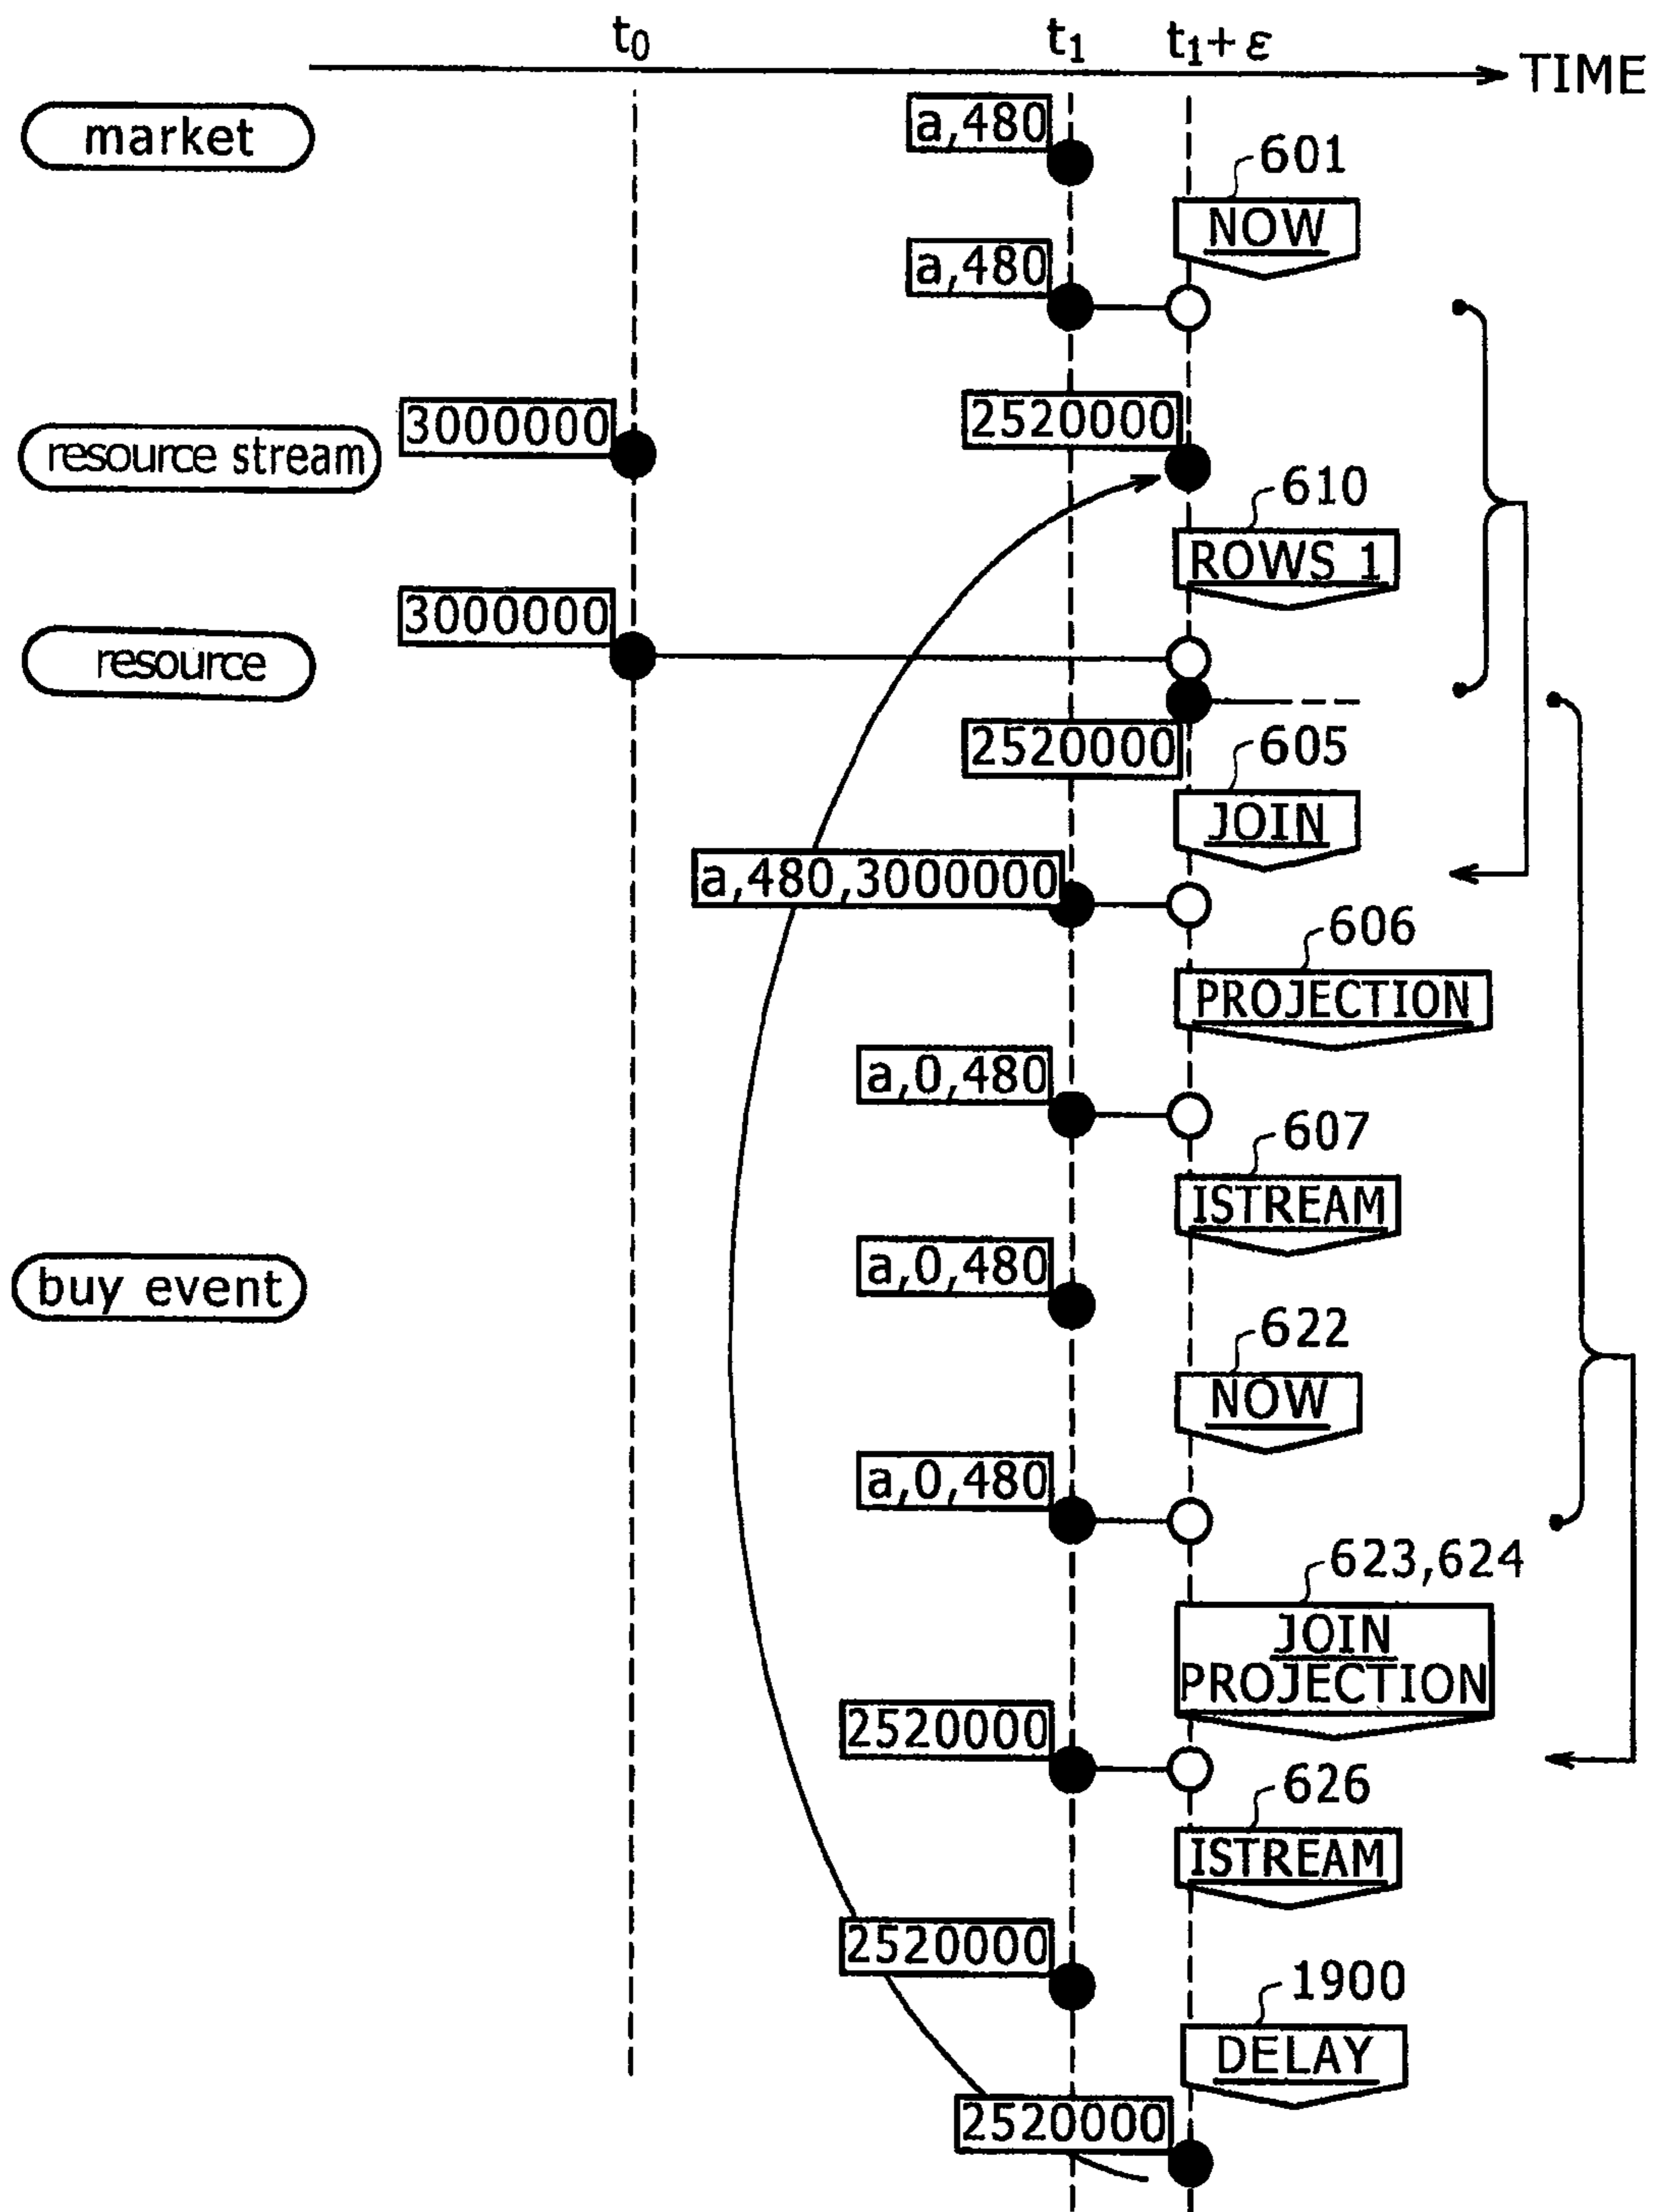 t₀
t₁
t₁+ε
TIME
market
a,480
601
NOW
a,480
resource stream
3000000
2520000
610
ROWS 1
resource
3000000
2520000
605
JOIN
a,480,3000000
606
PROJECTION
a,0,480
607
ISTREAM
buy event
a,0,480
622
NOW
a,0,480
623,624
JOIN
PROJECTION
2520000
626
ISTREAM
2520000
1900
DELAY
2520000